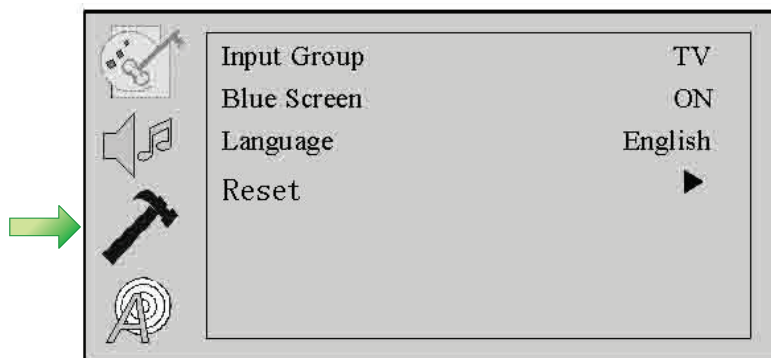 Input Group TV
Blue Screen ON
Language English
Reset ▶